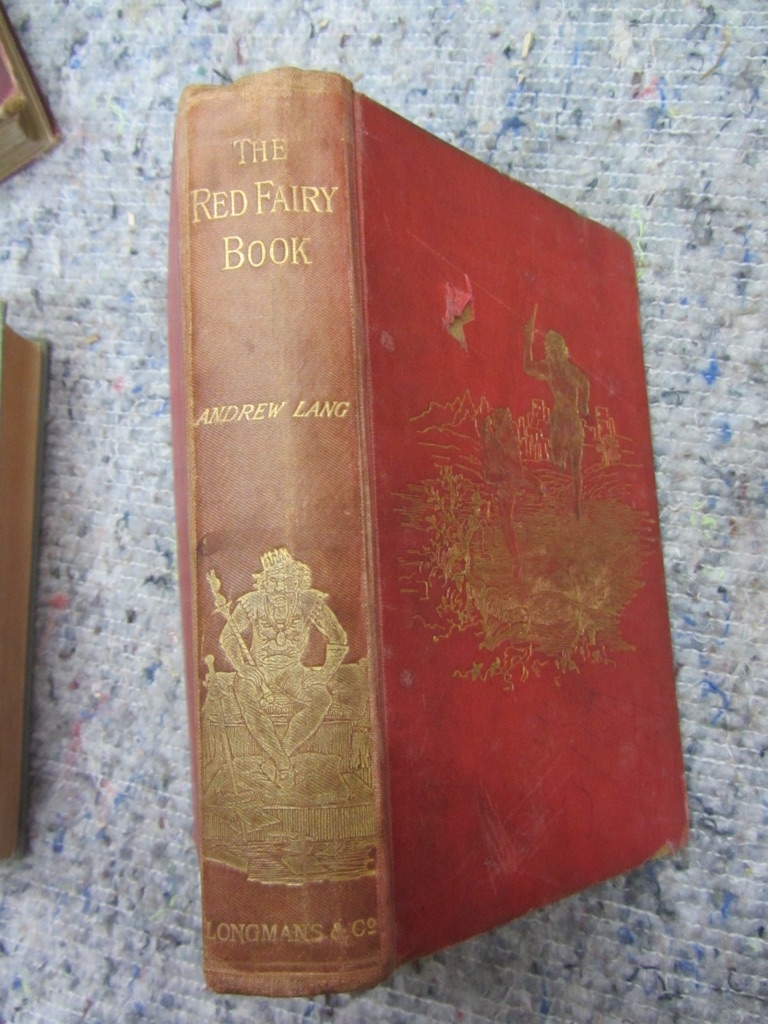 THE
RED FAIRY
BOOK
ANDREW LANG
LONGMANS & Co